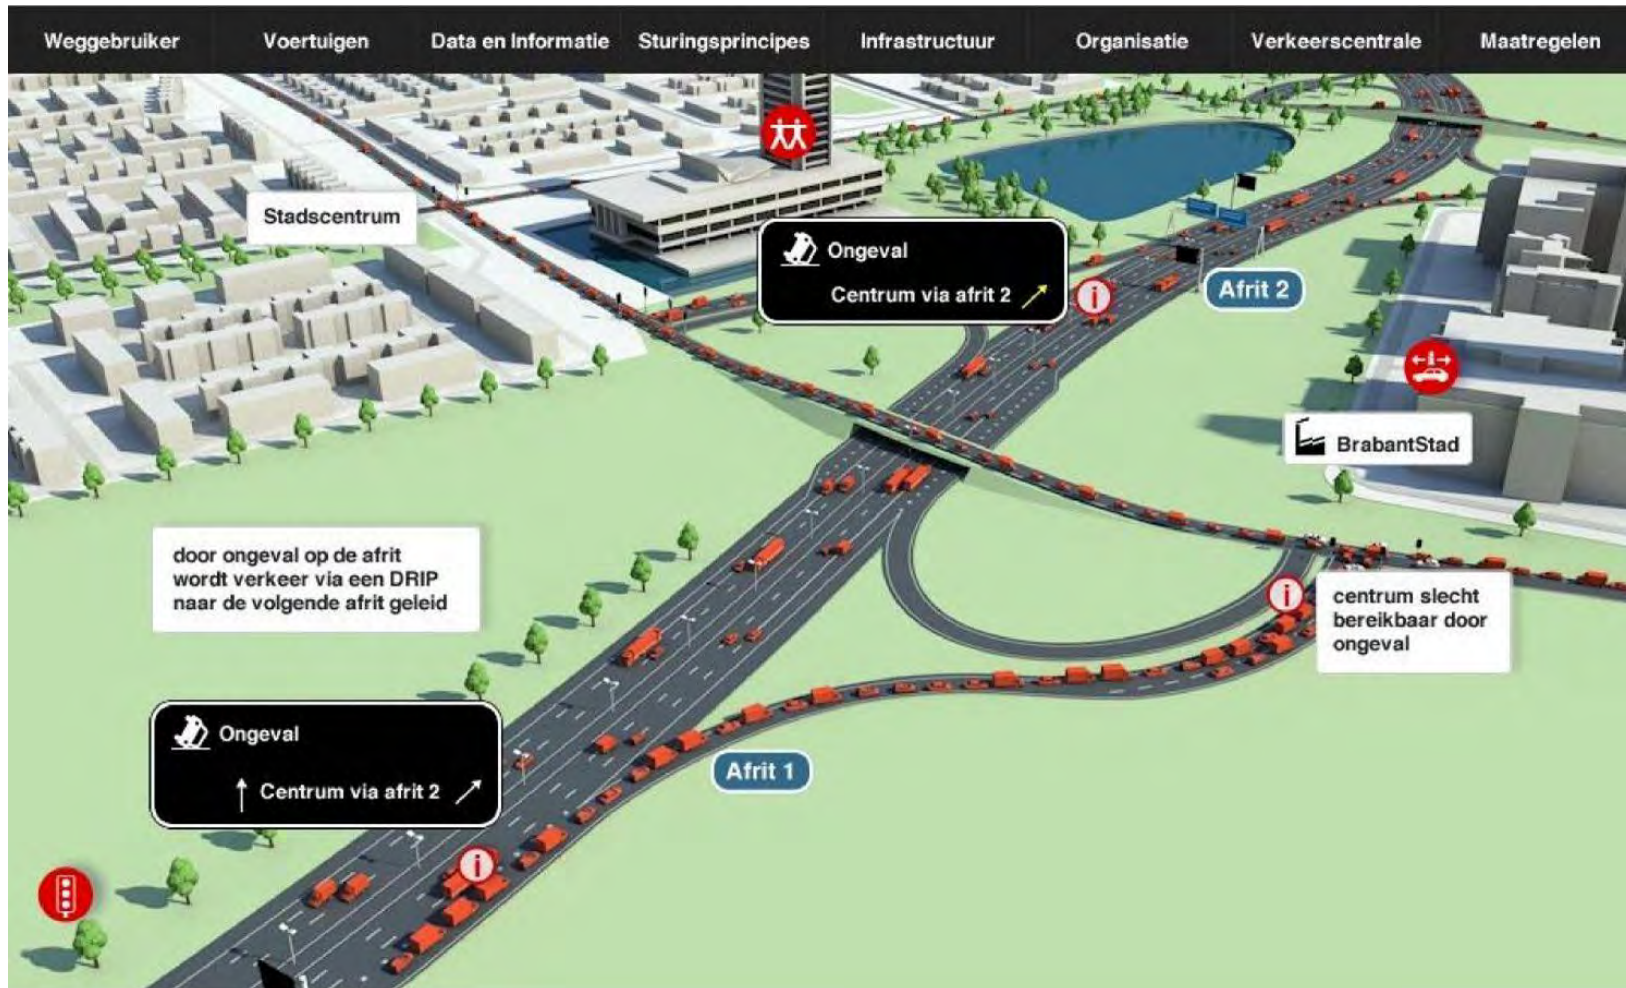 Weggebruiker
Voertuigen
Data en Informatie
Sturingsprincipes
Infrastructuur
Organisatie
Verkeerscentrale
Maatregelen
Stadscentrum
Ongeval
Centrum via afrit 2
Afrit 2
BrabantStad
door ongeval op de afrit
wordt verkeer via een DRIP
naar de volgende afrit geleid
centrum slecht
bereikbaar door
ongeval
Ongeval
Centrum via afrit 2
Afrit 1
i
i
i